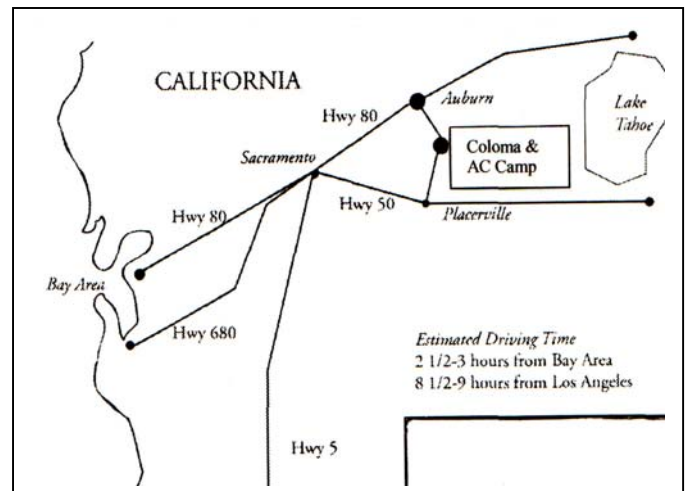 CALIFORNIA
Auburn
Lake
Tahoe
Hwy 80
Coloma &
AC Camp
Sacramento
Hwy 50
Placerville
Hwy 80
Bay Area
Hwy 680
Estimated Driving Time
2 1/2-3 hours from Bay Area
8 1/2-9 hours from Los Angeles
Hwy 5